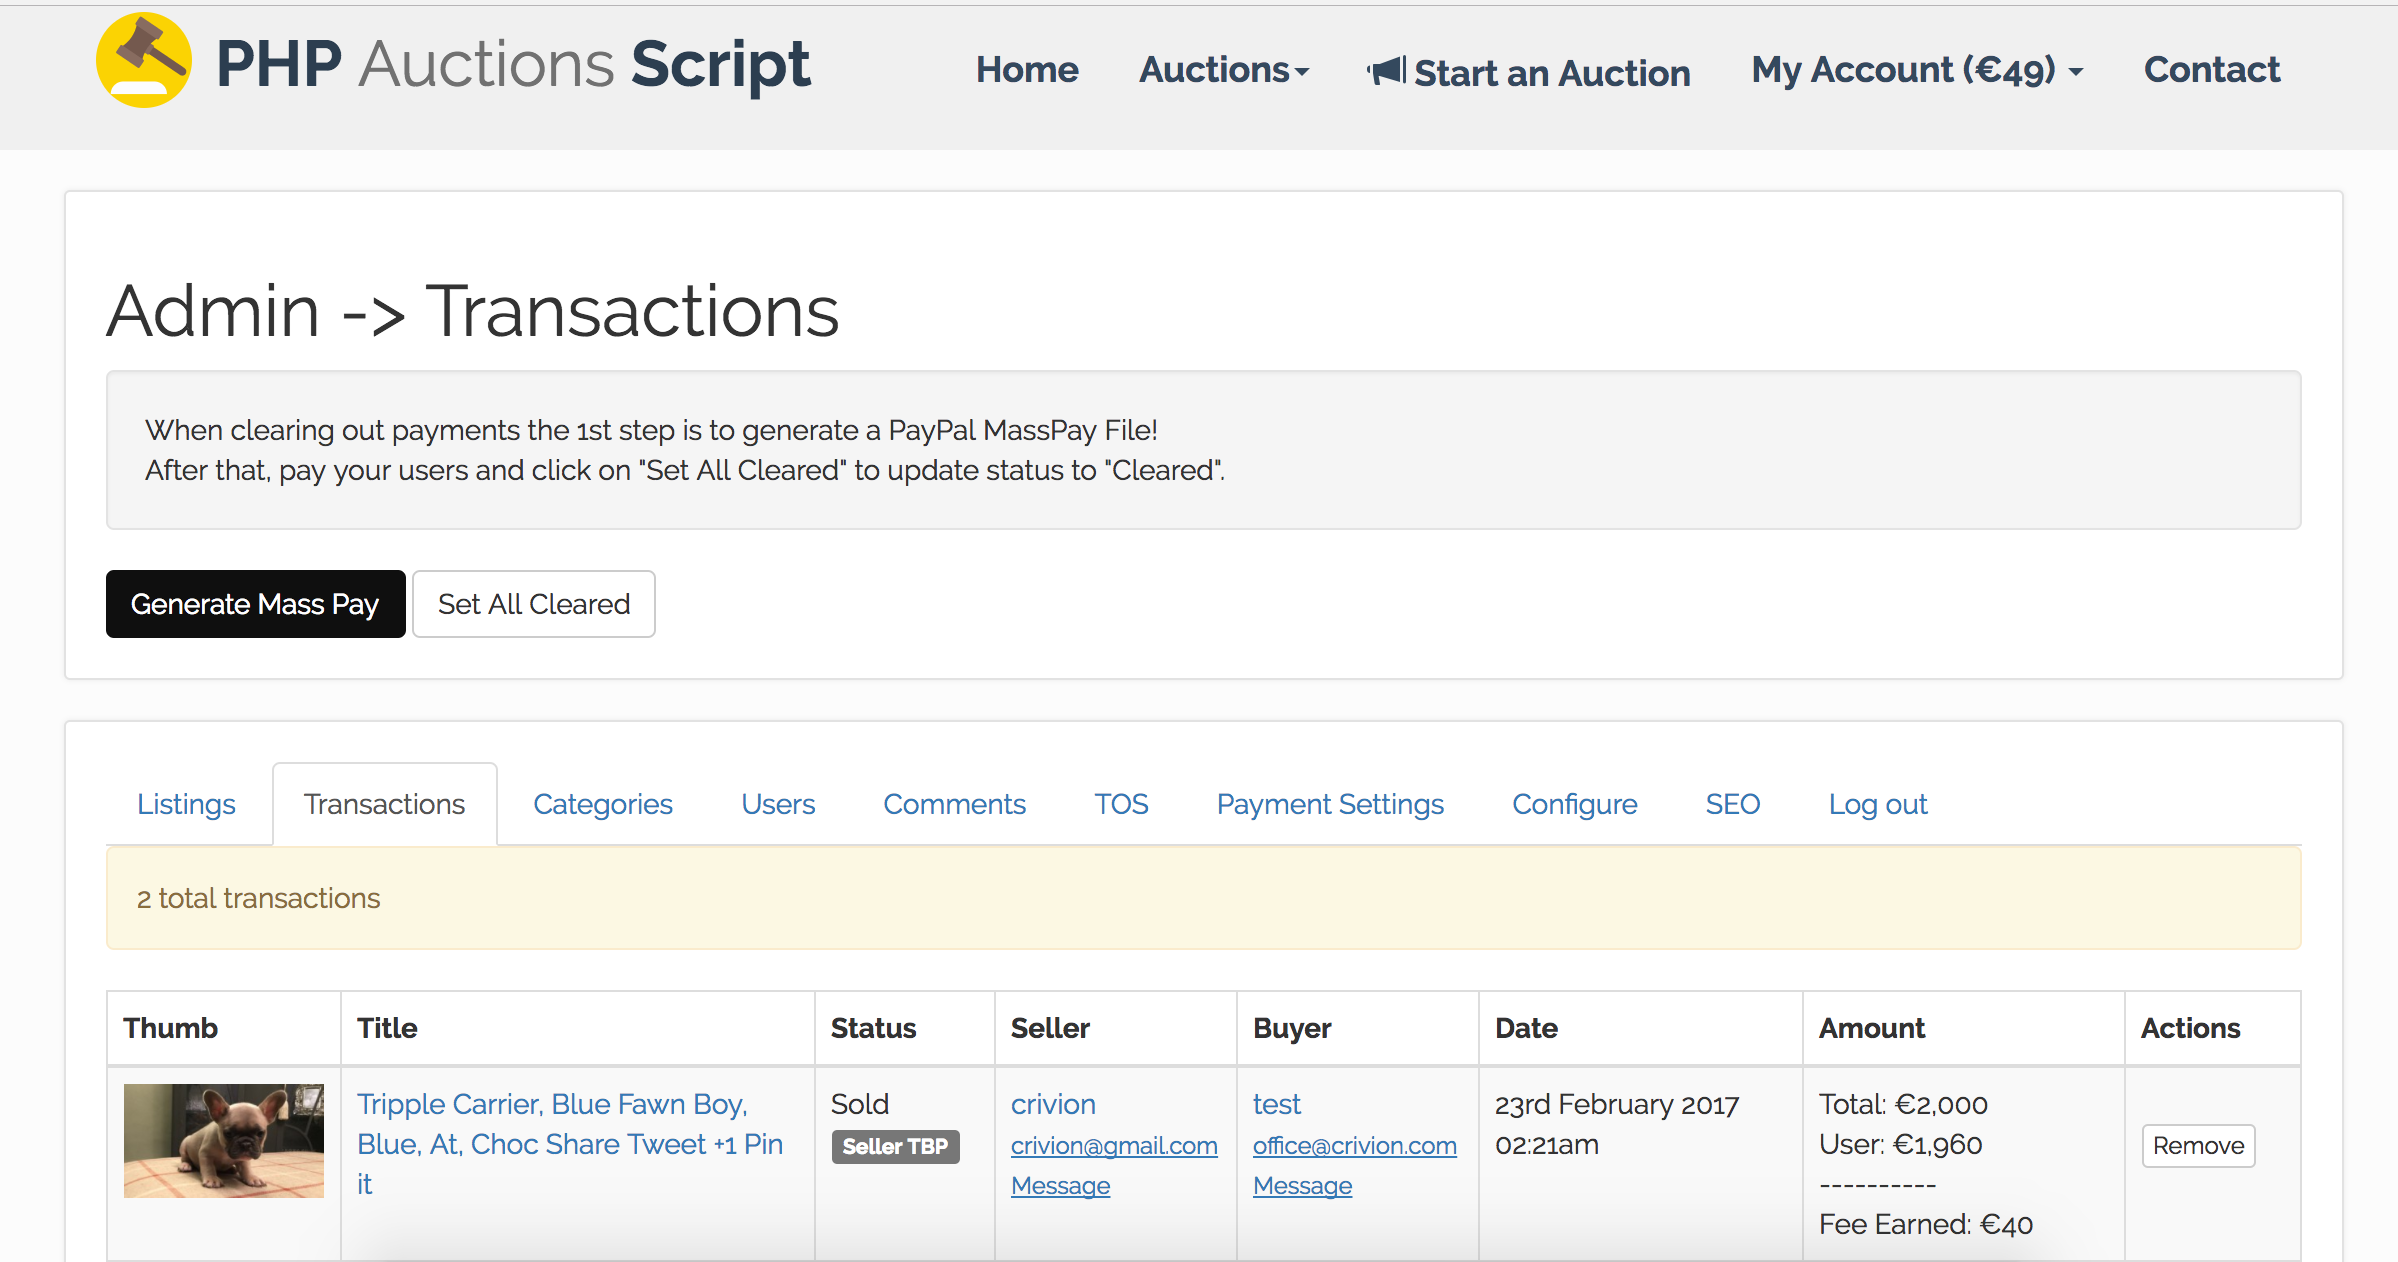 PHP Auctions Script
Home
Auctions
Start an Auction
My Account (€49)
Contact
Admin -> Transactions
When clearing out payments the 1st step is to generate a PayPal MassPay File!
After that, pay your users and click on "Set All Cleared" to update status to "Cleared".
Generate Mass Pay
Set All Cleared
Listings
Transactions
Categories
Users
Comments
TOS
Payment Settings
Configure
SEO
Log out
2 total transactions
Thumb
Title
Status
Seller
Buyer
Date
Amount
Actions
Tripple Carrier, Blue Fawn Boy,
Blue, At, Choc Share Tweet +1 Pin
it
Sold
Seller TBP
crivion
crivion@gmail.com
Message
test
office@crivion.com
Message
23rd February 2017
02:21am
Total: €2,000
User: €1,960
----------
Fee Earned: €40
Remove